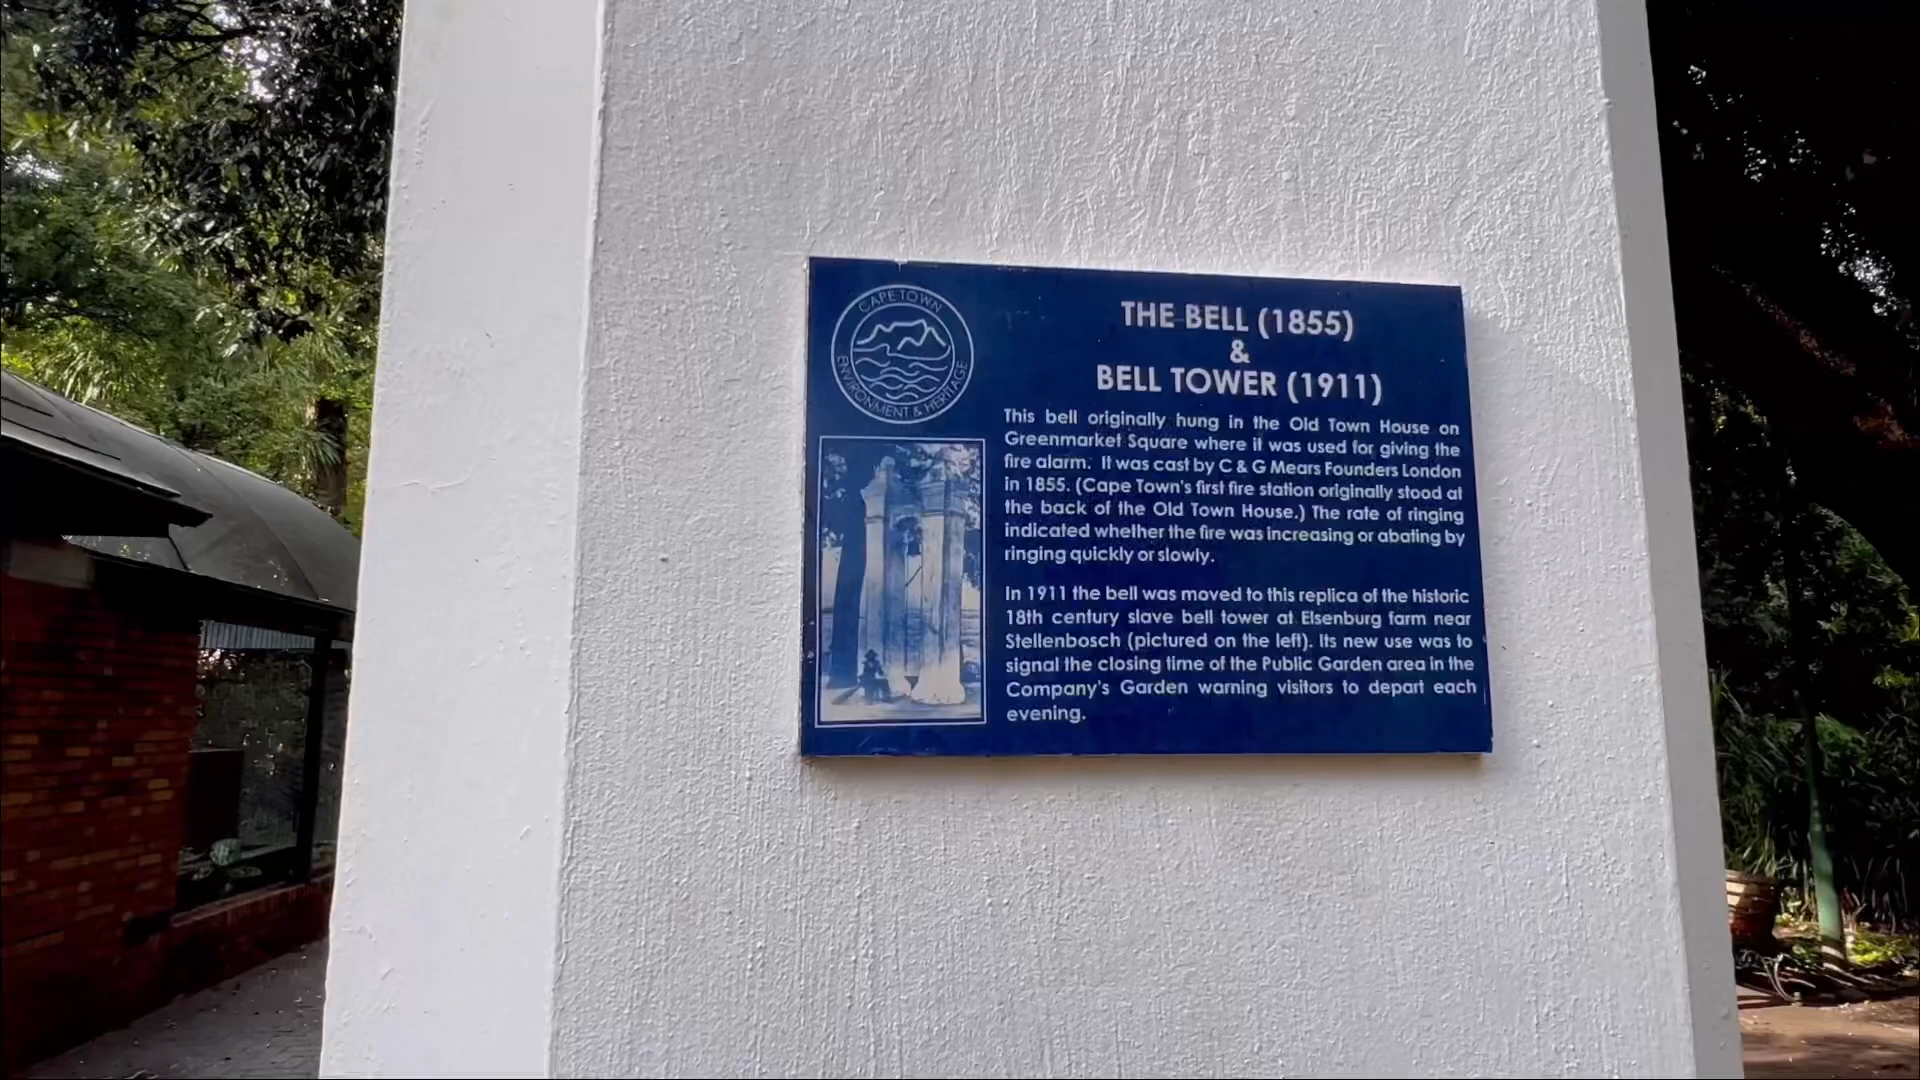 CAPE TOWN
ENVIRONMENT & HERITAGE
THE BELL (1855)
&
BELL TOWER (1911)
This bell originally hung in the Old Town House on
Greenmarket Square where it was used for giving the
fire alarm. It was cast by C & G Mears Founders London
in 1855. (Cape Town's first fire station originally stood at
the back of the Old Town House.) The rate of ringing
indicated whether the fire was increasing or abating by
ringing quickly or slowly.
In 1911 the bell was moved to this replica of the historic
18th century slave bell tower at Elsenburg farm near
Stellenbosch (pictured on the left). Its new use was to
signal the closing time of the Public Garden area in the
Company's Garden warning visitors to depart each
evening.